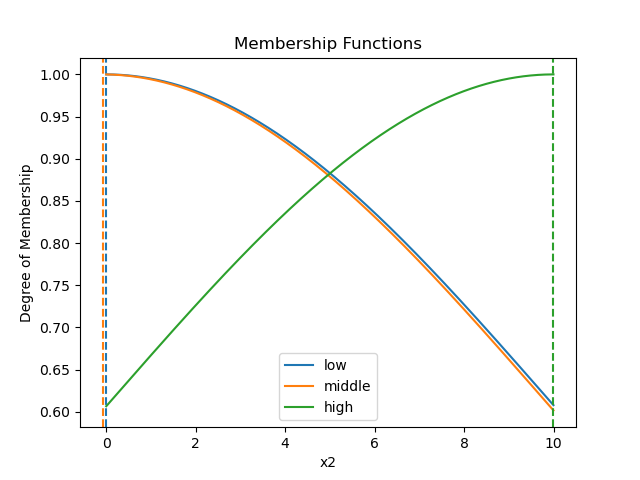 Membership Functions
Degree of Membership
1.00
0.95
0.90
0.85
0.80
0.75
0.70
0.65
0.60
low
middle
high
0 2 4 6 8 10
x2